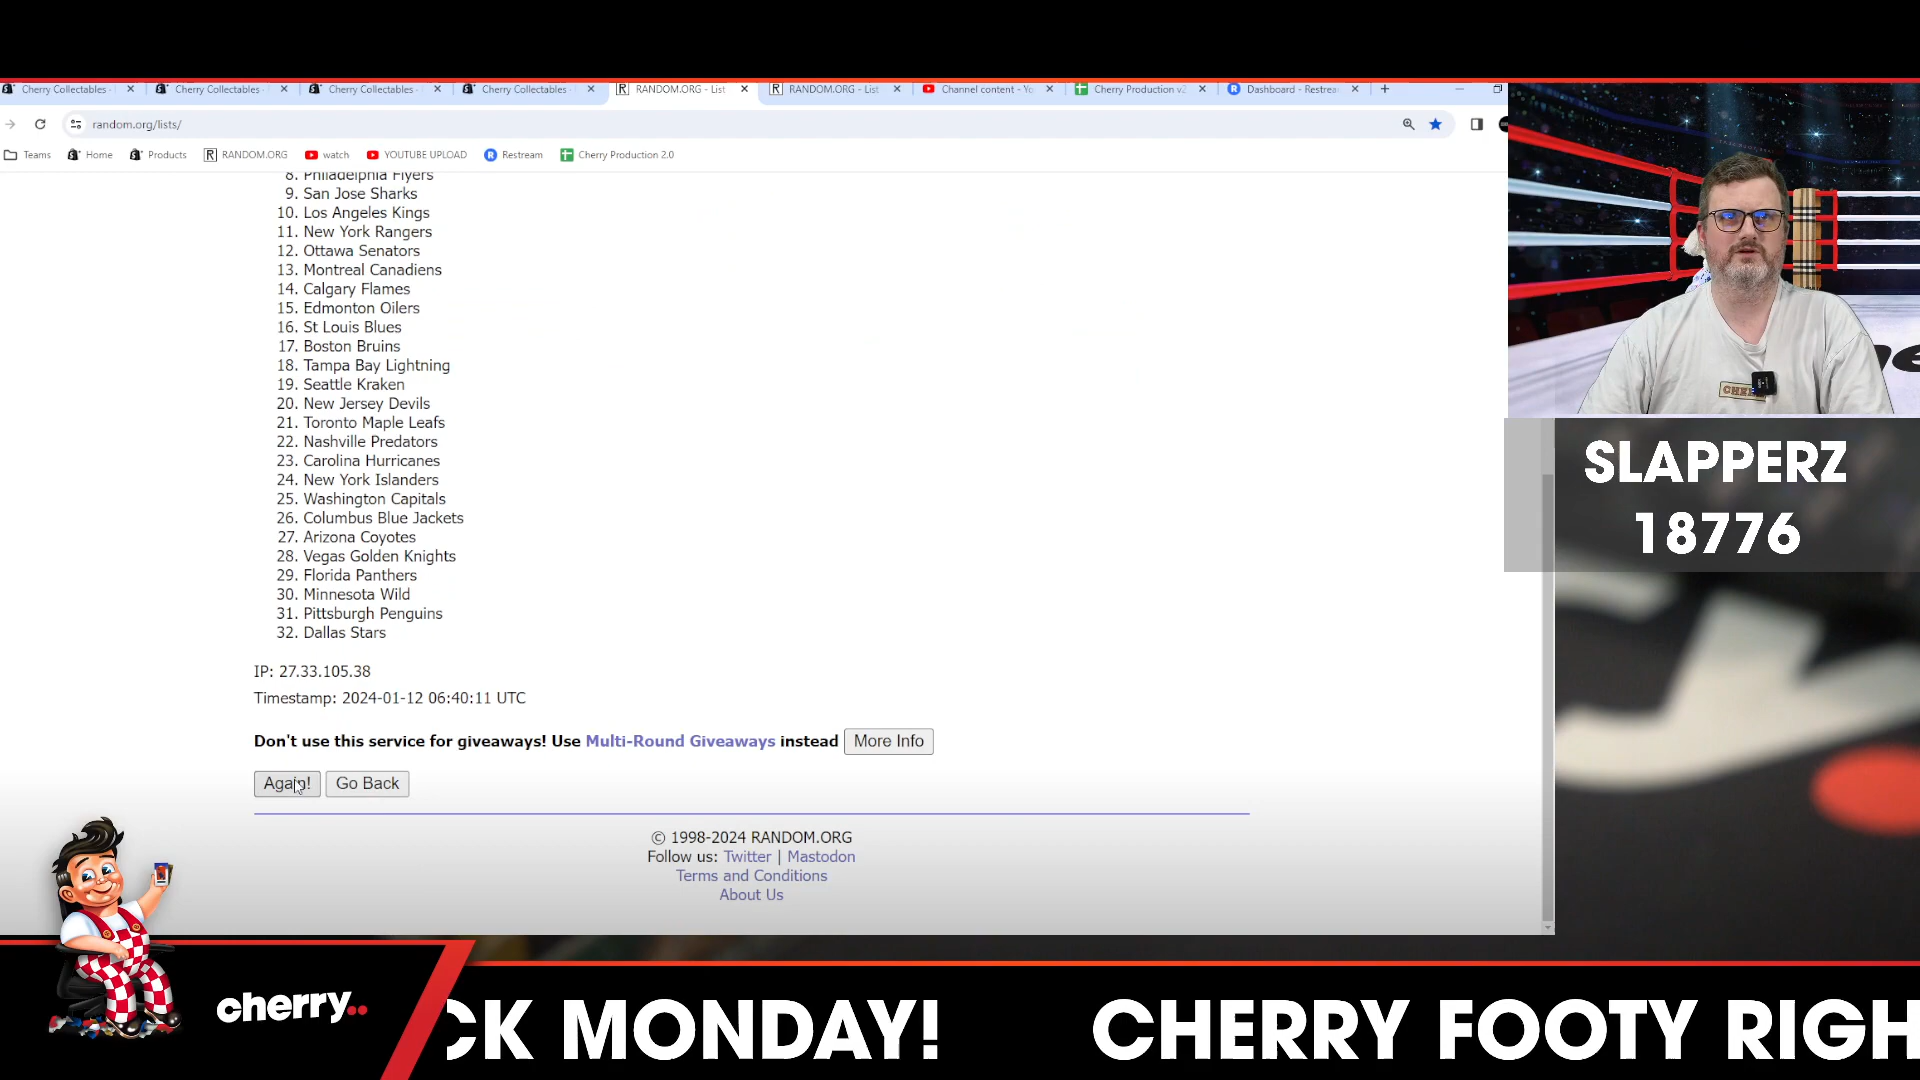 Cherry Collectables · Cherry Collectables · Cherry Collectables · Cherry Collectables · RANDOM.ORG - List RANDOM.ORG - List Channel content - Yo Cherry Production v2 Dashboard - Restrea
random.org/lists/
Teams Home Products RANDOM.ORG watch YOUTUBE UPLOAD Restream Cherry Production 2.0
8. Philadelphia Flyers
9. San Jose Sharks
10. Los Angeles Kings
11. New York Rangers
12. Ottawa Senators
13. Montreal Canadiens
14. Calgary Flames
15. Edmonton Oilers
16. St Louis Blues
17. Boston Bruins
18. Tampa Bay Lightning
19. Seattle Kraken
20. New Jersey Devils
21. Toronto Maple Leafs
22. Nashville Predators
23. Carolina Hurricanes
24. New York Islanders
25. Washington Capitals
26. Columbus Blue Jackets
27. Arizona Coyotes
28. Vegas Golden Knights
29. Florida Panthers
30. Minnesota Wild
31. Pittsburgh Penguins
32. Dallas Stars
IP: 27.33.105.38
Timestamp: 2024-01-12 06:40:11 UTC
Don't use this service for giveaways! Use Multi-Round Giveaways instead More Info
Again! Go Back
© 1998-2024 RANDOM.ORG
Follow us: Twitter | Mastodon
Terms and Conditions
About Us
SLAPPERZ
18776
cherry..
CK MONDAY! CHERRY FOOTY RIGH